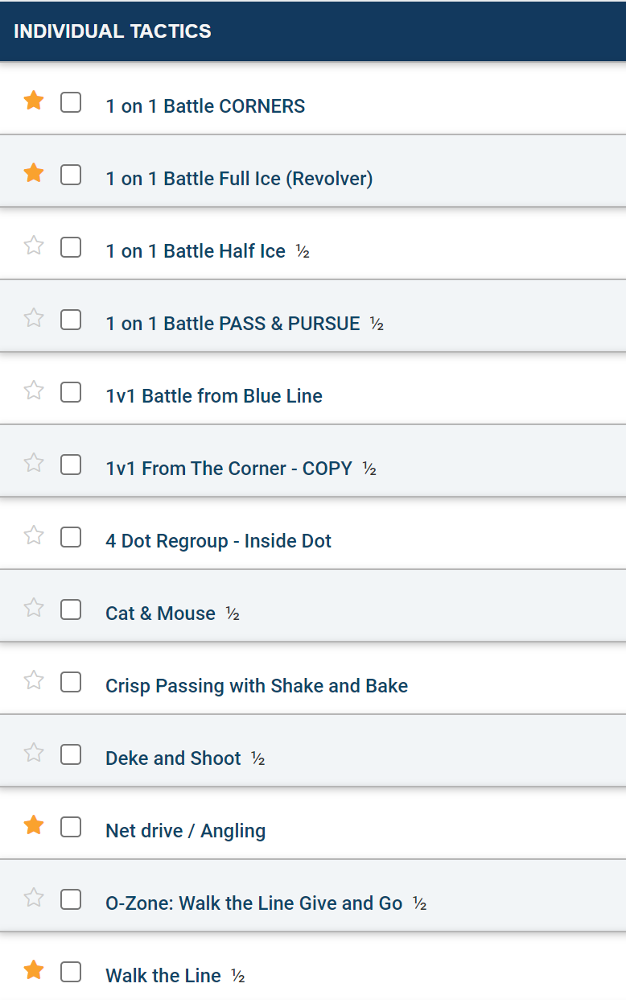 INDIVIDUAL TACTICS
1 on 1 Battle CORNERS
1 on 1 Battle Full Ice (Revolver)
1 on 1 Battle Half Ice ½
1 on 1 Battle PASS & PURSUE ½
1v1 Battle from Blue Line
1v1 From The Corner - COPY ½
4 Dot Regroup - Inside Dot
Cat & Mouse ½
Crisp Passing with Shake and Bake
Deke and Shoot ½
Net drive / Angling
O-Zone: Walk the Line Give and Go ½
Walk the Line ½